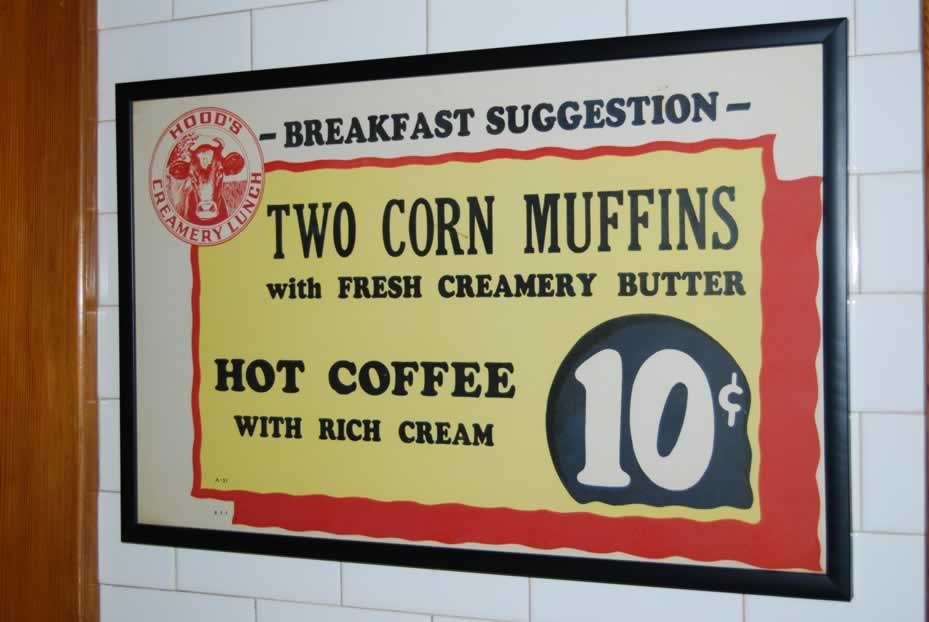 HOOD'S
CREAMERY LUNCH
- BREAKFAST SUGGESTION -
TWO CORN MUFFINS
with FRESH CREAMERY BUTTER
HOT COFFEE
WITH RICH CREAM
10¢